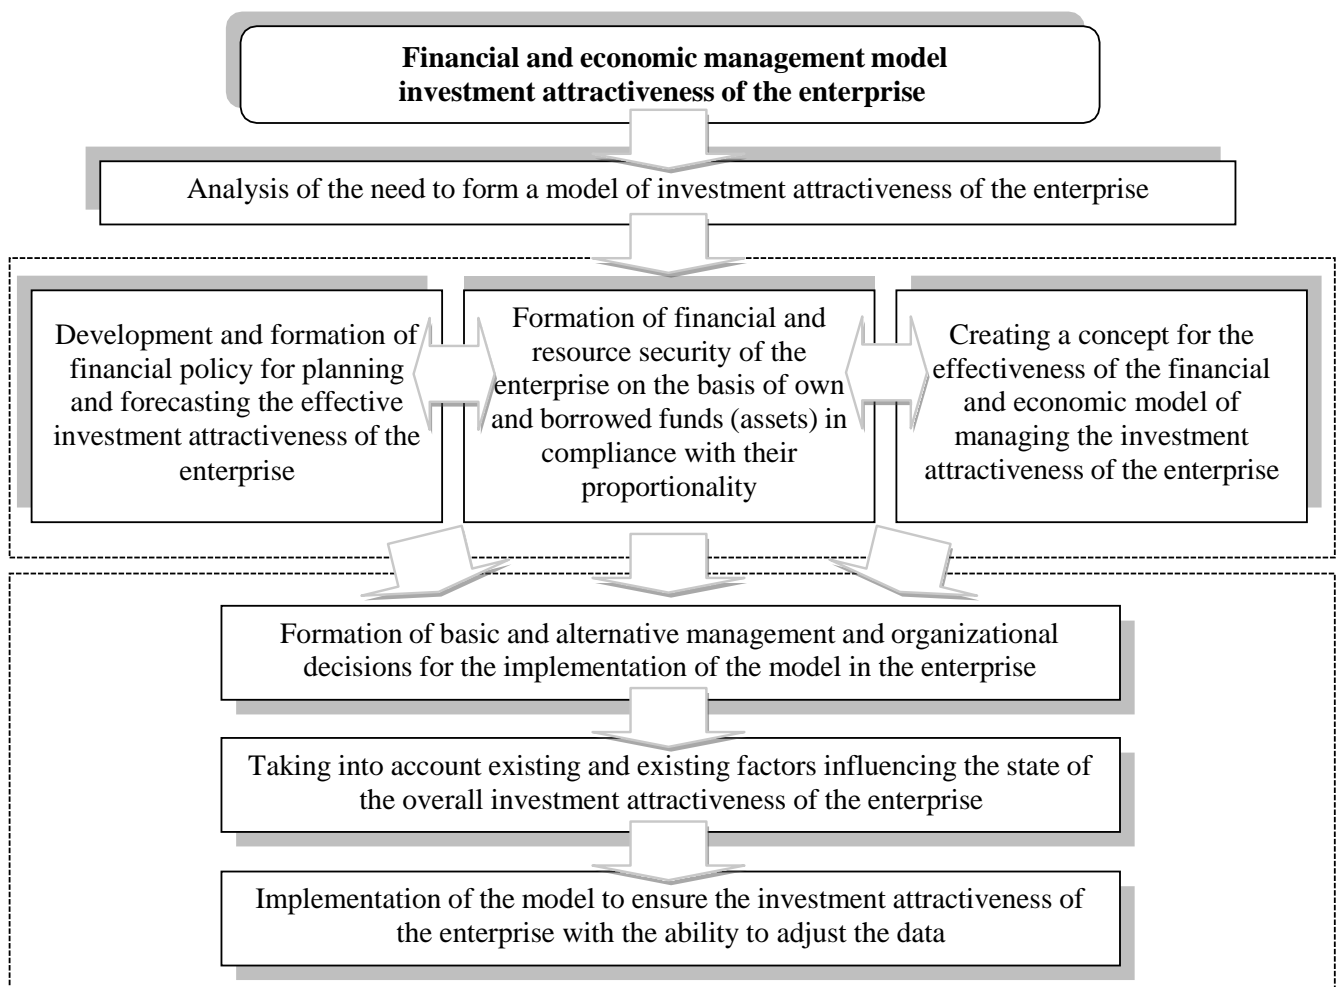 Financial and economic management model
investment attractiveness of the enterprise
Analysis of the need to form a model of investment attractiveness of the enterprise
Development and formation of
financial policy for planning
and forecasting the effective
investment attractiveness of the
enterprise
Formation of financial and
resource security of the
enterprise on the basis of own
and borrowed funds (assets) in
compliance with their
proportionality
Creating a concept for the
effectiveness of the financial
and economic model of
managing the investment
attractiveness of the enterprise
Formation of basic and alternative management and organizational
decisions for the implementation of the model in the enterprise
Taking into account existing and existing factors influencing the state of
the overall investment attractiveness of the enterprise
Implementation of the model to ensure the investment attractiveness of
the enterprise with the ability to adjust the data